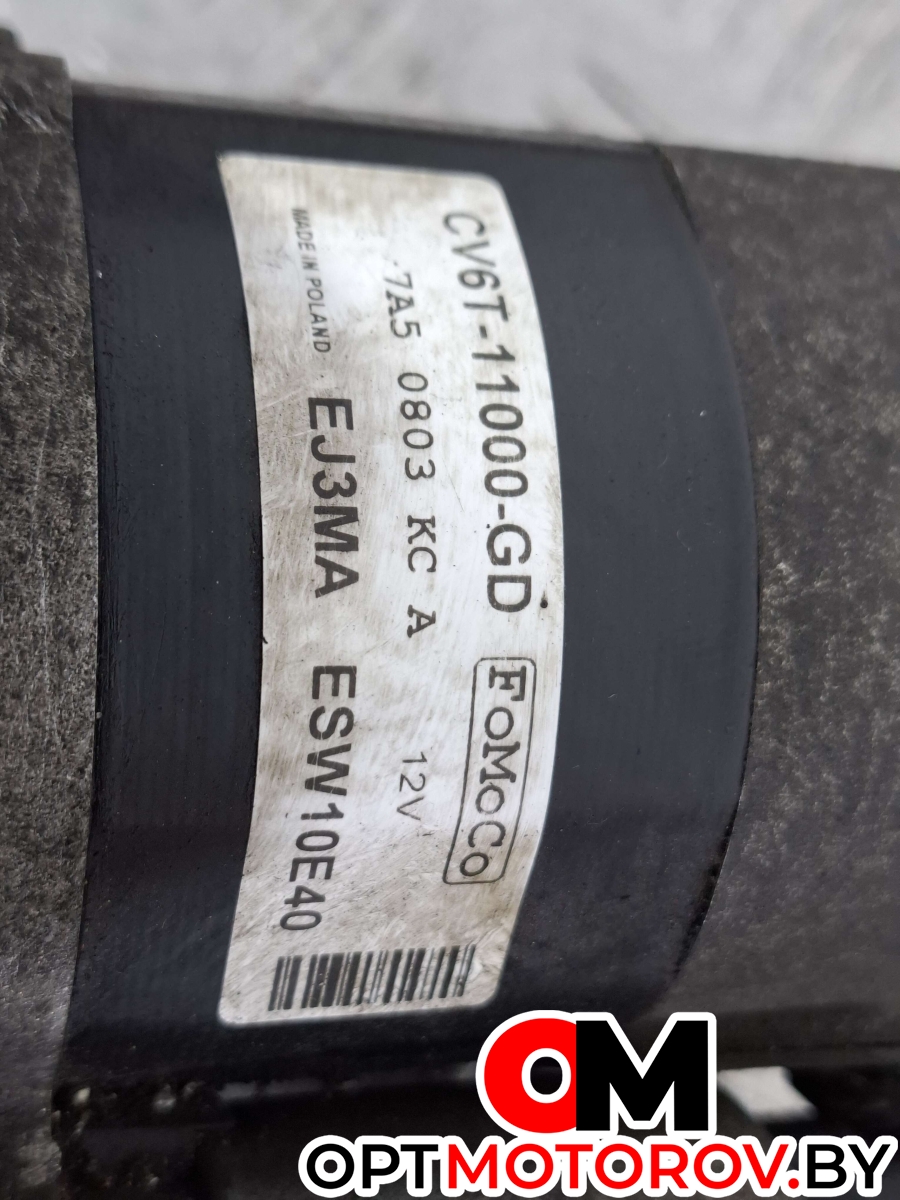 CV6T-11000-GD FoMoCo
7A5 0803 KC A 12V
MADE IN POLAND EJ3MA ESW10E40
OM
OPTMOTOROV.BY